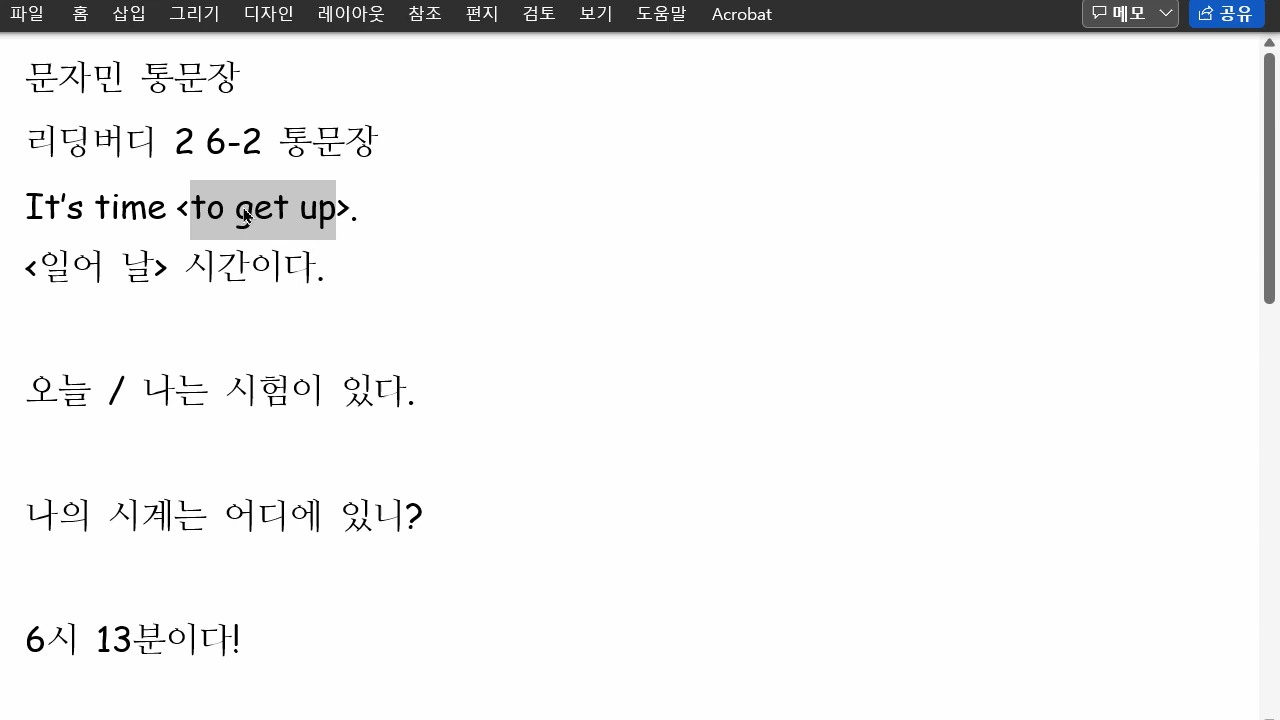 파일 홈 삽입 그리기 디자인 레이아웃 참조 편지 검토 보기 도움말 Acrobat 메모 공유
문자민 통문장
리딩버디 2 6-2 통문장
It's time <to get up>.
<일어 날> 시간이다.
오늘 / 나는 시험이 있다.
나의 시계는 어디에 있니?
6시 13분이다!